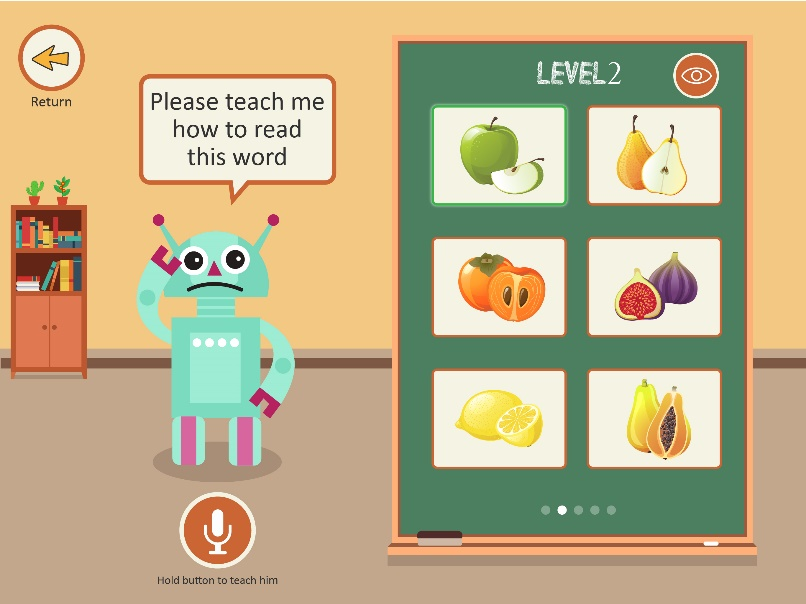 Return
Please teach me
how to read
this word
LEVEL2
Hold button to teach him